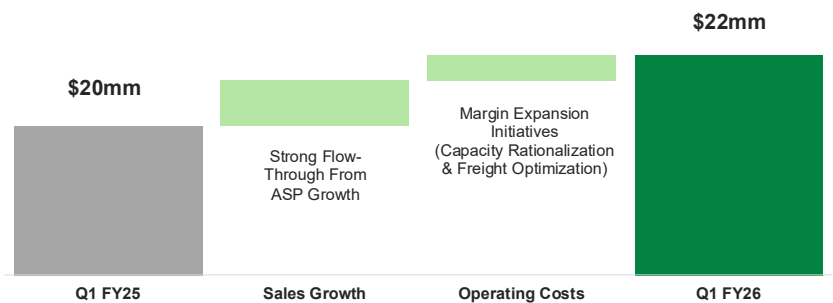 $22mm
$20mm
Margin Expansion
Initiatives
(Capacity Rationalization
& Freight Optimization)
Strong Flow-
Through From
ASP Growth
Q1 FY25
Sales Growth
Operating Costs
Q1 FY26